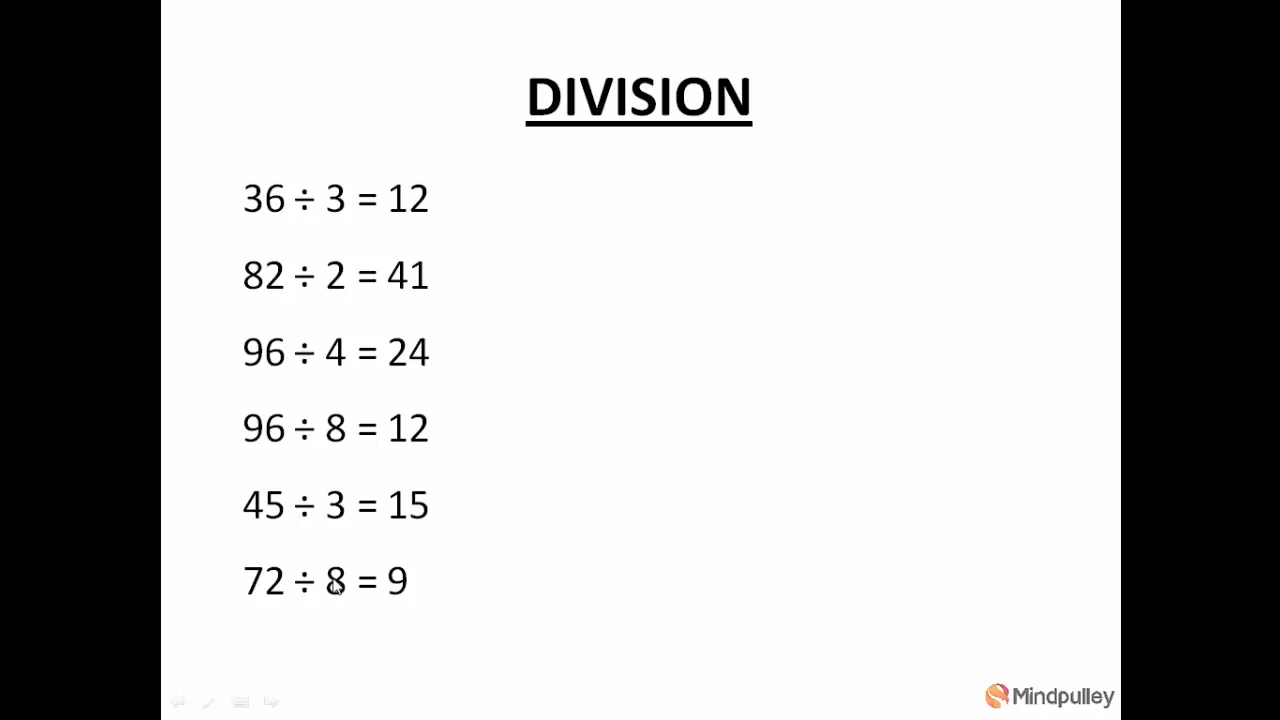 DIVISION
36 ÷ 3 = 12
82 ÷ 2 = 41
96 ÷ 4 = 24
96 ÷ 8 = 12
45 ÷ 3 = 15
72 ÷ 8 = 9
Mindpulley